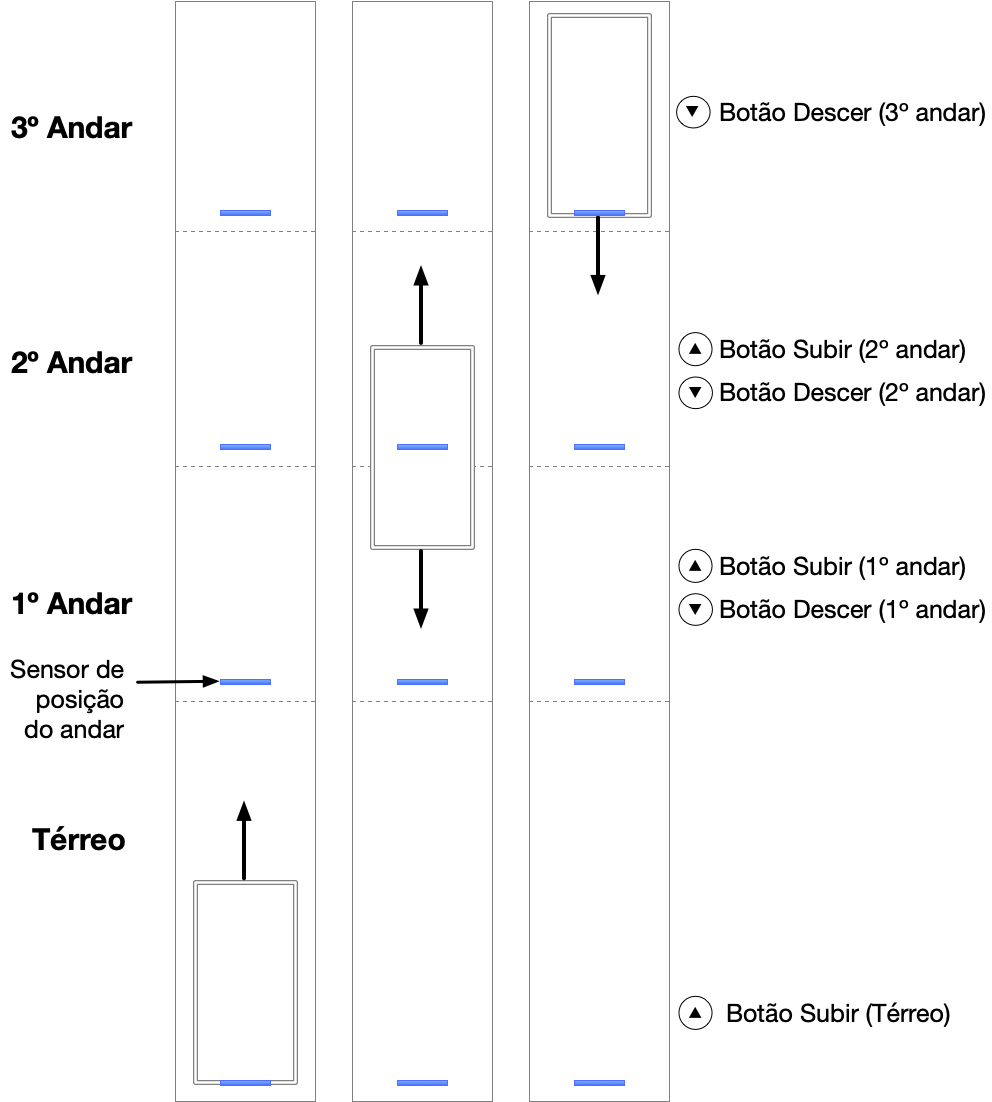 3º Andar
Botão Descer (3º andar)
2º Andar
Botão Subir (2º andar)
Botão Descer (2º andar)
1º Andar
Botão Subir (1º andar)
Botão Descer (1º andar)
Sensor de
posição
do andar
Térreo
Botão Subir (Térreo)